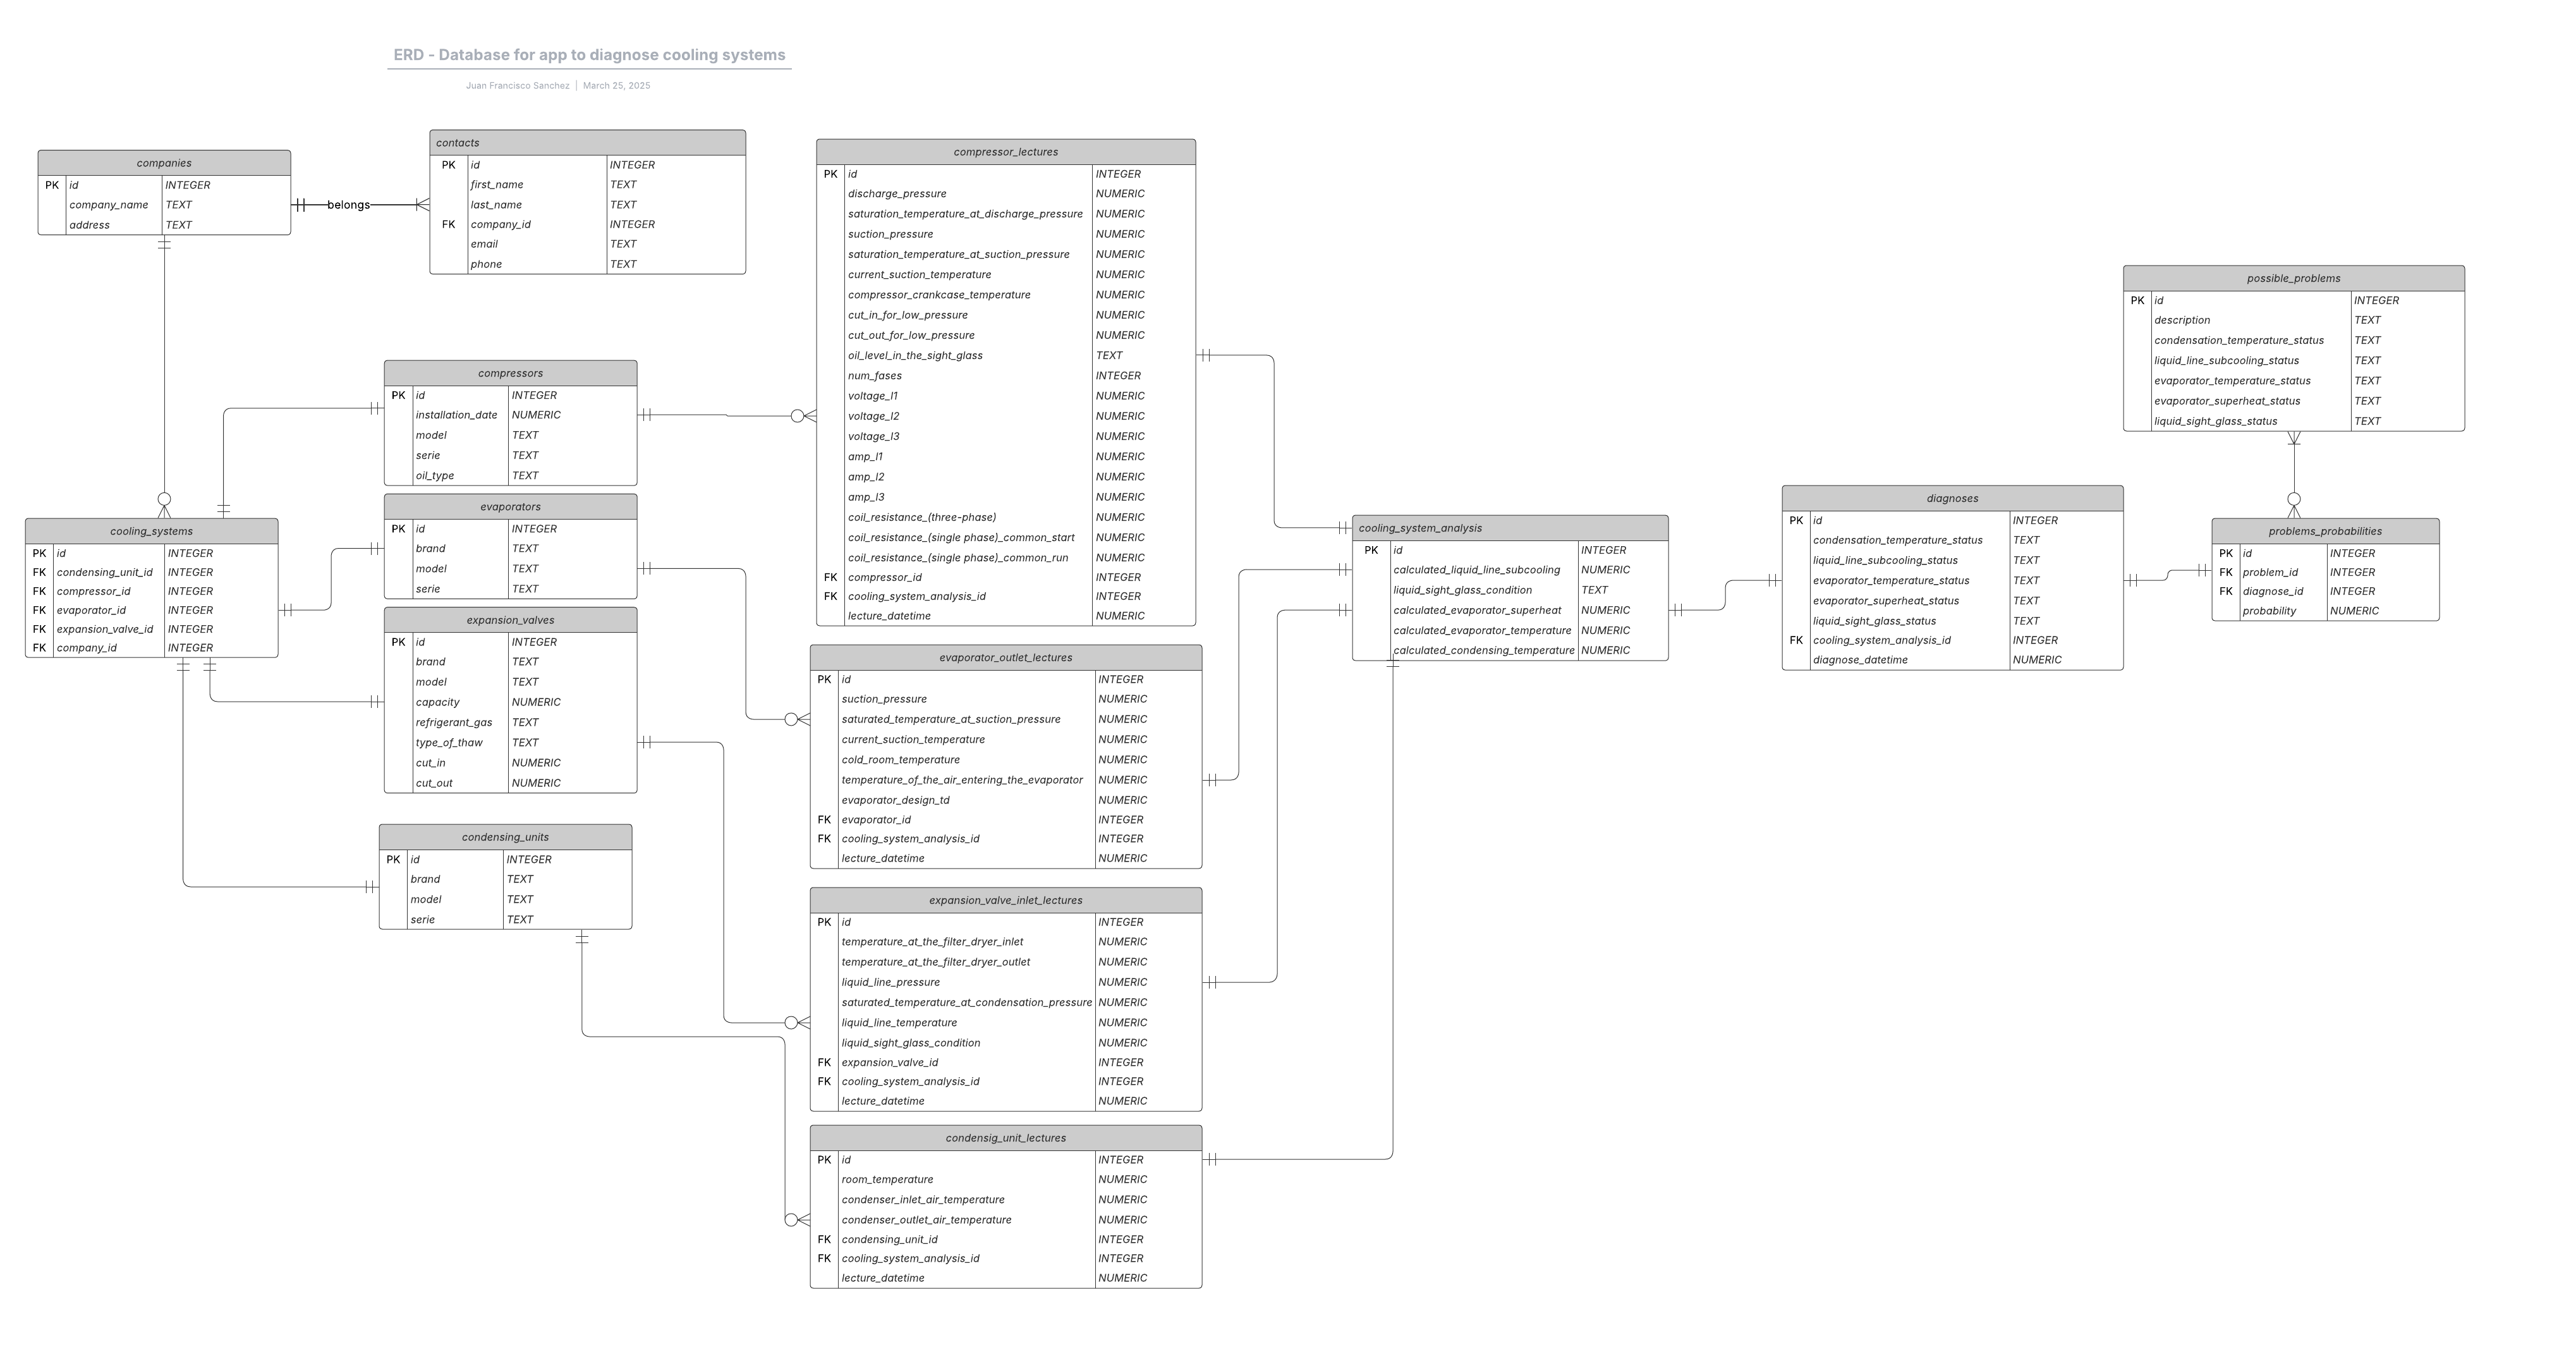 ERD - Database for app to diagnose cooling systems
Juan Francisco Sanchez | March 25, 2025
companies
PK id INTEGER
company_name TEXT
address TEXT
belongs
contacts
PK id INTEGER
first_name TEXT
last_name TEXT
FK company_id INTEGER
email TEXT
phone TEXT
cooling_systems
PK id INTEGER
FK condensing_unit_id INTEGER
FK compressor_id INTEGER
FK evaporator_id INTEGER
FK expansion_valve_id INTEGER
FK company_id INTEGER
compressors
PK id INTEGER
installation_date NUMERIC
model TEXT
serie TEXT
oil_type TEXT
evaporators
PK id INTEGER
brand TEXT
model TEXT
serie TEXT
expansion_valves
PK id INTEGER
brand TEXT
model TEXT
capacity NUMERIC
refrigerant_gas TEXT
type_of_thaw TEXT
cut_in NUMERIC
cut_out NUMERIC
condensing_units
PK id INTEGER
brand TEXT
model TEXT
serie TEXT
compressor_lectures
PK id INTEGER
discharge_pressure NUMERIC
saturation_temperature_at_discharge_pressure NUMERIC
suction_pressure NUMERIC
saturation_temperature_at_suction_pressure NUMERIC
current_suction_temperature NUMERIC
compressor_crankcase_temperature NUMERIC
cut_in_for_low_pressure NUMERIC
cut_out_for_low_pressure NUMERIC
oil_level_in_the_sight_glass TEXT
num_fases INTEGER
voltage_l1 NUMERIC
voltage_l2 NUMERIC
voltage_l3 NUMERIC
amp_l1 NUMERIC
amp_l2 NUMERIC
amp_l3 NUMERIC
coil_resistance_(three-phase) NUMERIC
coil_resistance_(single phase)_common_start NUMERIC
coil_resistance_(single phase)_common_run NUMERIC
FK compressor_id INTEGER
FK cooling_system_analysis_id INTEGER
lecture_datetime NUMERIC
evaporator_outlet_lectures
PK id INTEGER
suction_pressure NUMERIC
saturated_temperature_at_suction_pressure NUMERIC
current_suction_temperature NUMERIC
cold_room_temperature NUMERIC
temperature_of_the_air_entering_the_evaporator NUMERIC
evaporator_design_td NUMERIC
FK evaporator_id INTEGER
FK cooling_system_analysis_id INTEGER
lecture_datetime NUMERIC
expansion_valve_inlet_lectures
PK id INTEGER
temperature_at_the_filter_dryer_inlet NUMERIC
temperature_at_the_filter_dryer_outlet NUMERIC
liquid_line_pressure NUMERIC
saturated_temperature_at_condensation_pressure NUMERIC
liquid_line_temperature NUMERIC
liquid_sight_glass_condition NUMERIC
FK expansion_valve_id INTEGER
FK cooling_system_analysis_id INTEGER
lecture_datetime NUMERIC
condensig_unit_lectures
PK id INTEGER
room_temperature NUMERIC
condenser_inlet_air_temperature NUMERIC
condenser_outlet_air_temperature NUMERIC
FK condensing_unit_id INTEGER
FK cooling_system_analysis_id INTEGER
lecture_datetime NUMERIC
cooling_system_analysis
PK id INTEGER
calculated_liquid_line_subcooling NUMERIC
liquid_sight_glass_condition TEXT
calculated_evaporator_superheat NUMERIC
calculated_evaporator_temperature NUMERIC
calculated_condensing_temperature NUMERIC
diagnoses
PK id INTEGER
condensation_temperature_status TEXT
liquid_line_subcooling_status TEXT
evaporator_temperature_status TEXT
evaporator_superheat_status TEXT
liquid_sight_glass_status TEXT
FK cooling_system_analysis_id INTEGER
diagnose_datetime NUMERIC
possible_problems
PK id INTEGER
description TEXT
condensation_temperature_status TEXT
liquid_line_subcooling_status TEXT
evaporator_temperature_status TEXT
evaporator_superheat_status TEXT
liquid_sight_glass_status TEXT
problems_probabilities
PK id INTEGER
FK problem_id INTEGER
FK diagnose_id INTEGER
probability NUMERIC